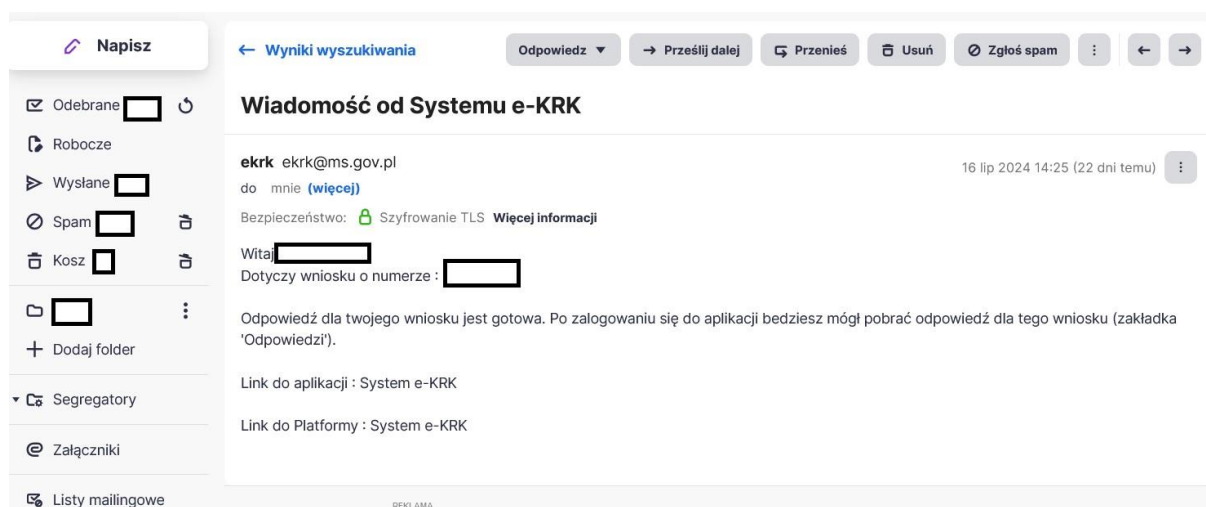 Napisz
← Wyniki wyszukiwania
Odpowiedz ▼
→ Prześlij dalej
Przenieś
Usuń
Zgłoś spam
← →
Odebrane
Robocze
Wysłane
Spam
Kosz
+ Dodaj folder
Segregatory
Załączniki
Listy mailingowe
Wiadomość od Systemu e-KRK
ekrk ekrk@ms.gov.pl
16 lip 2024 14:25 (22 dni temu)
do mnie (więcej)
Bezpieczeństwo: Szyfrowanie TLS Więcej informacji
Witaj
Dotyczy wniosku o numerze :
Odpowiedź dla twojego wniosku jest gotowa. Po zalogowaniu się do aplikacji bedziesz mógł pobrać odpowiedź dla tego wniosku (zakładka
'Odpowiedzi').
Link do aplikacji : System e-KRK
Link do Platformy : System e-KRK
REKLAMA